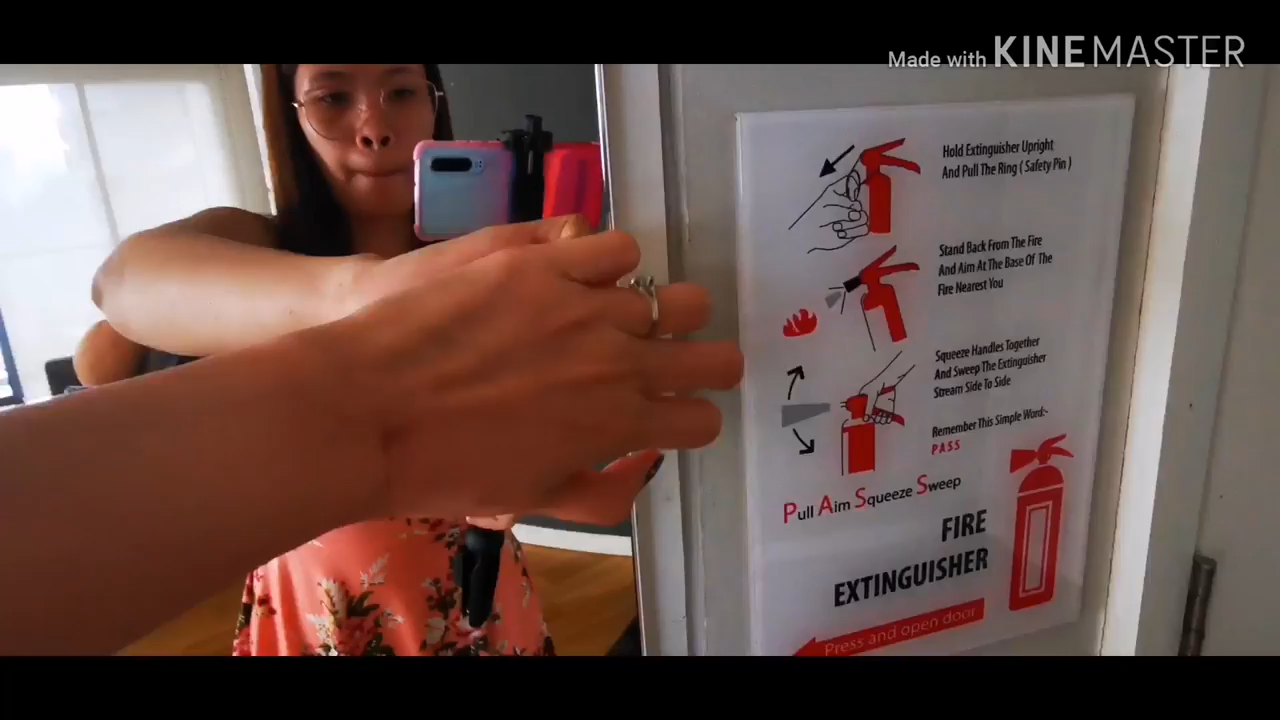 Made with KINEMASTER
Hold Extinguisher Upright
And Pull The Ring ( Safety Pin )
Stand Back From The Fire
And Aim At The Base Of The
Fire Nearest You
Squeeze Handles Together
And Sweep The Extinguisher
Stream Side To Side
Remember This Simple Word:-
PASS
Pull Aim Squeeze Sweep
FIRE
EXTINGUISHER
Press and open door